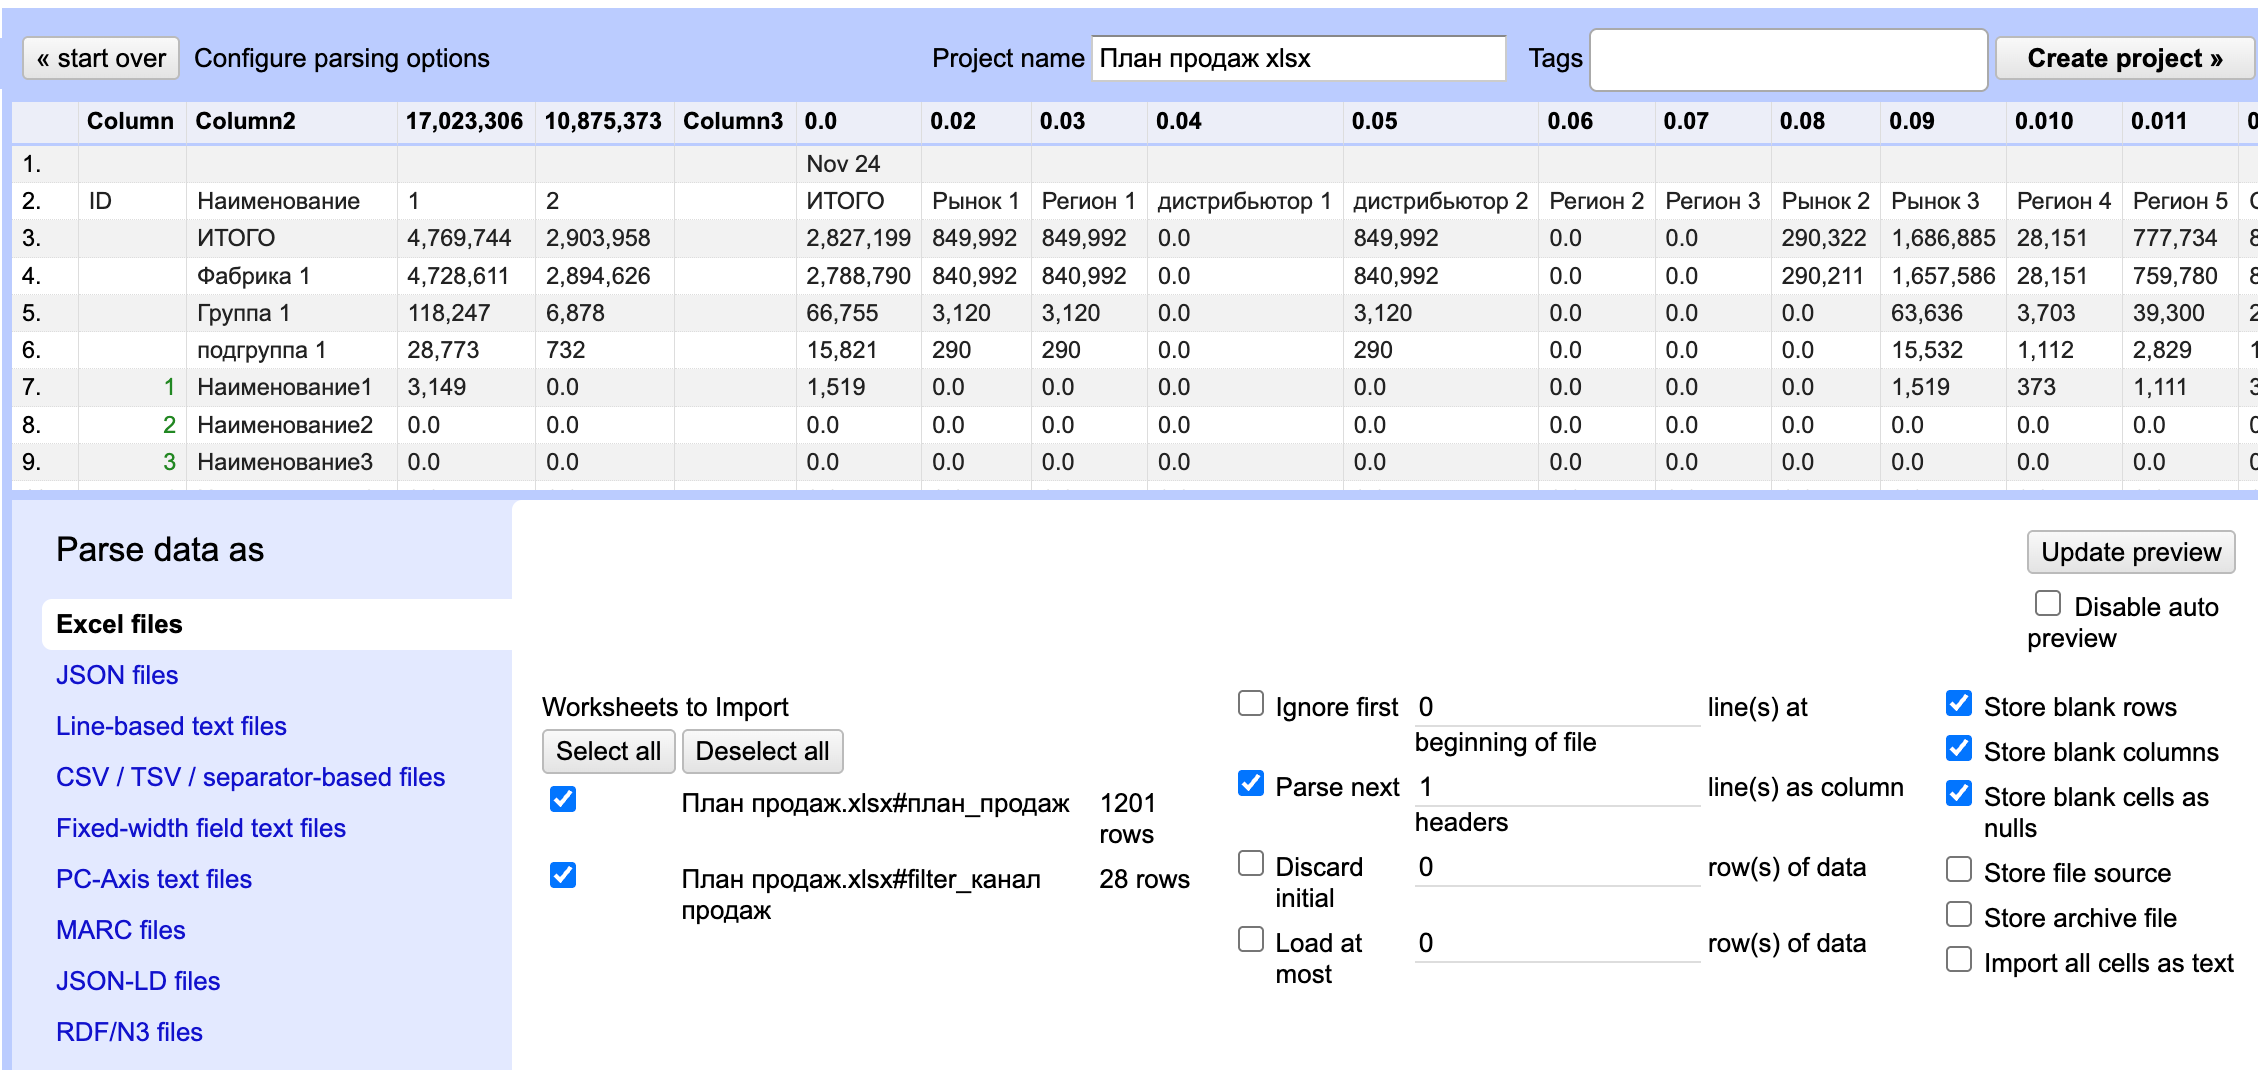 « start over Configure parsing options Project name План продаж xlsx Tags Create project »
Column Column2 17,023,306 10,875,373 Column3 0.0 0.02 0.03 0.04 0.05 0.06 0.07 0.08 0.09 0.010 0.011
1. Nov 24
2. ID Наименование 1 2 ИТОГО Рынок 1 Регион 1 дистрибьютор 1 дистрибьютор 2 Регион 2 Регион 3 Рынок 2 Рынок 3 Регион 4 Регион 5
3. ИТОГО 4,769,744 2,903,958 2,827,199 849,992 849,992 0.0 849,992 0.0 0.0 290,322 1,686,885 28,151 777,734
4. Фабрика 1 4,728,611 2,894,626 2,788,790 840,992 840,992 0.0 840,992 0.0 0.0 290,211 1,657,586 28,151 759,780
5. Группа 1 118,247 6,878 66,755 3,120 3,120 0.0 3,120 0.0 0.0 0.0 63,636 3,703 39,300
6. подгруппа 1 28,773 732 15,821 290 290 0.0 290 0.0 0.0 0.0 15,532 1,112 2,829
7. 1 Наименование1 3,149 0.0 1,519 0.0 0.0 0.0 0.0 0.0 0.0 0.0 1,519 373 1,111
8. 2 Наименование2 0.0 0.0 0.0 0.0 0.0 0.0 0.0 0.0 0.0 0.0 0.0 0.0 0.0
9. 3 Наименование3 0.0 0.0 0.0 0.0 0.0 0.0 0.0 0.0 0.0 0.0 0.0 0.0 0.0
Parse data as
Excel files
JSON files
Line-based text files
CSV / TSV / separator-based files
Fixed-width field text files
PC-Axis text files
MARC files
JSON-LD files
RDF/N3 files
Update preview
Disable auto
preview
Worksheets to Import
Select all Deselect all
План продаж.xlsx#план_продаж 1201
rows
План продаж.xlsx#filter_канал 28 rows
продаж
Ignore first 0 line(s) at
beginning of file
Parse next 1 line(s) as column
headers
Discard 0 row(s) of data
initial
Load at 0 row(s) of data
most
Store blank rows
Store blank columns
Store blank cells as
nulls
Store file source
Store archive file
Import all cells as text